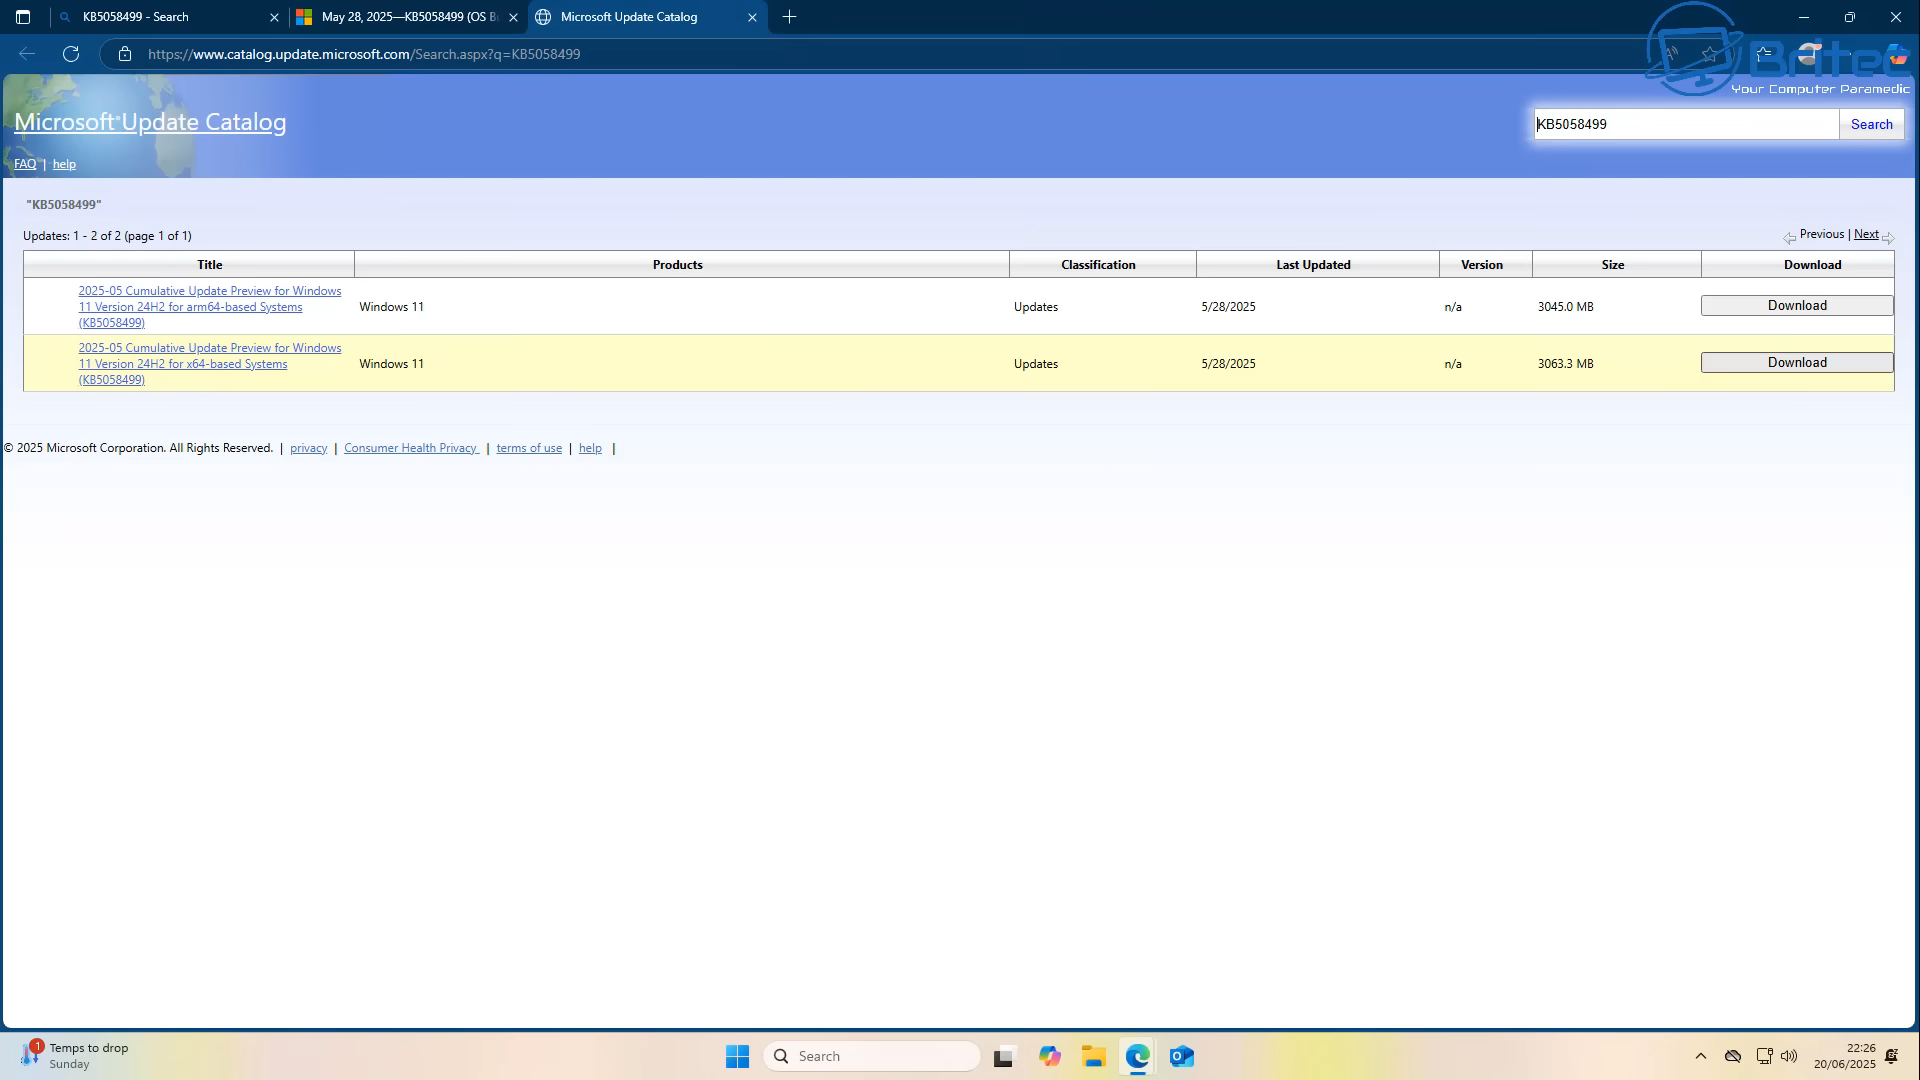 KB5058499 - Search
May 28, 2025—KB5058499 (OS Bu
Microsoft Update Catalog
https://www.catalog.update.microsoft.com/Search.aspx?q=KB5058499
Britec
Your Computer Paramedic
Microsoft Update Catalog
KB5058499
Search
FAQ | help
"KB5058499"
Updates: 1 - 2 of 2 (page 1 of 1)
Previous | Next
Title Products Classification Last Updated Version Size Download
2025-05 Cumulative Update Preview for Windows
11 Version 24H2 for arm64-based Systems
(KB5058499)
Windows 11 Updates 5/28/2025 n/a 3045.0 MB Download
2025-05 Cumulative Update Preview for Windows
11 Version 24H2 for x64-based Systems
(KB5058499)
Windows 11 Updates 5/28/2025 n/a 3063.3 MB Download
© 2025 Microsoft Corporation. All Rights Reserved. | privacy | Consumer Health Privacy | terms of use | help |
1
Temps to drop
Sunday
Search
22:26
20/06/2025